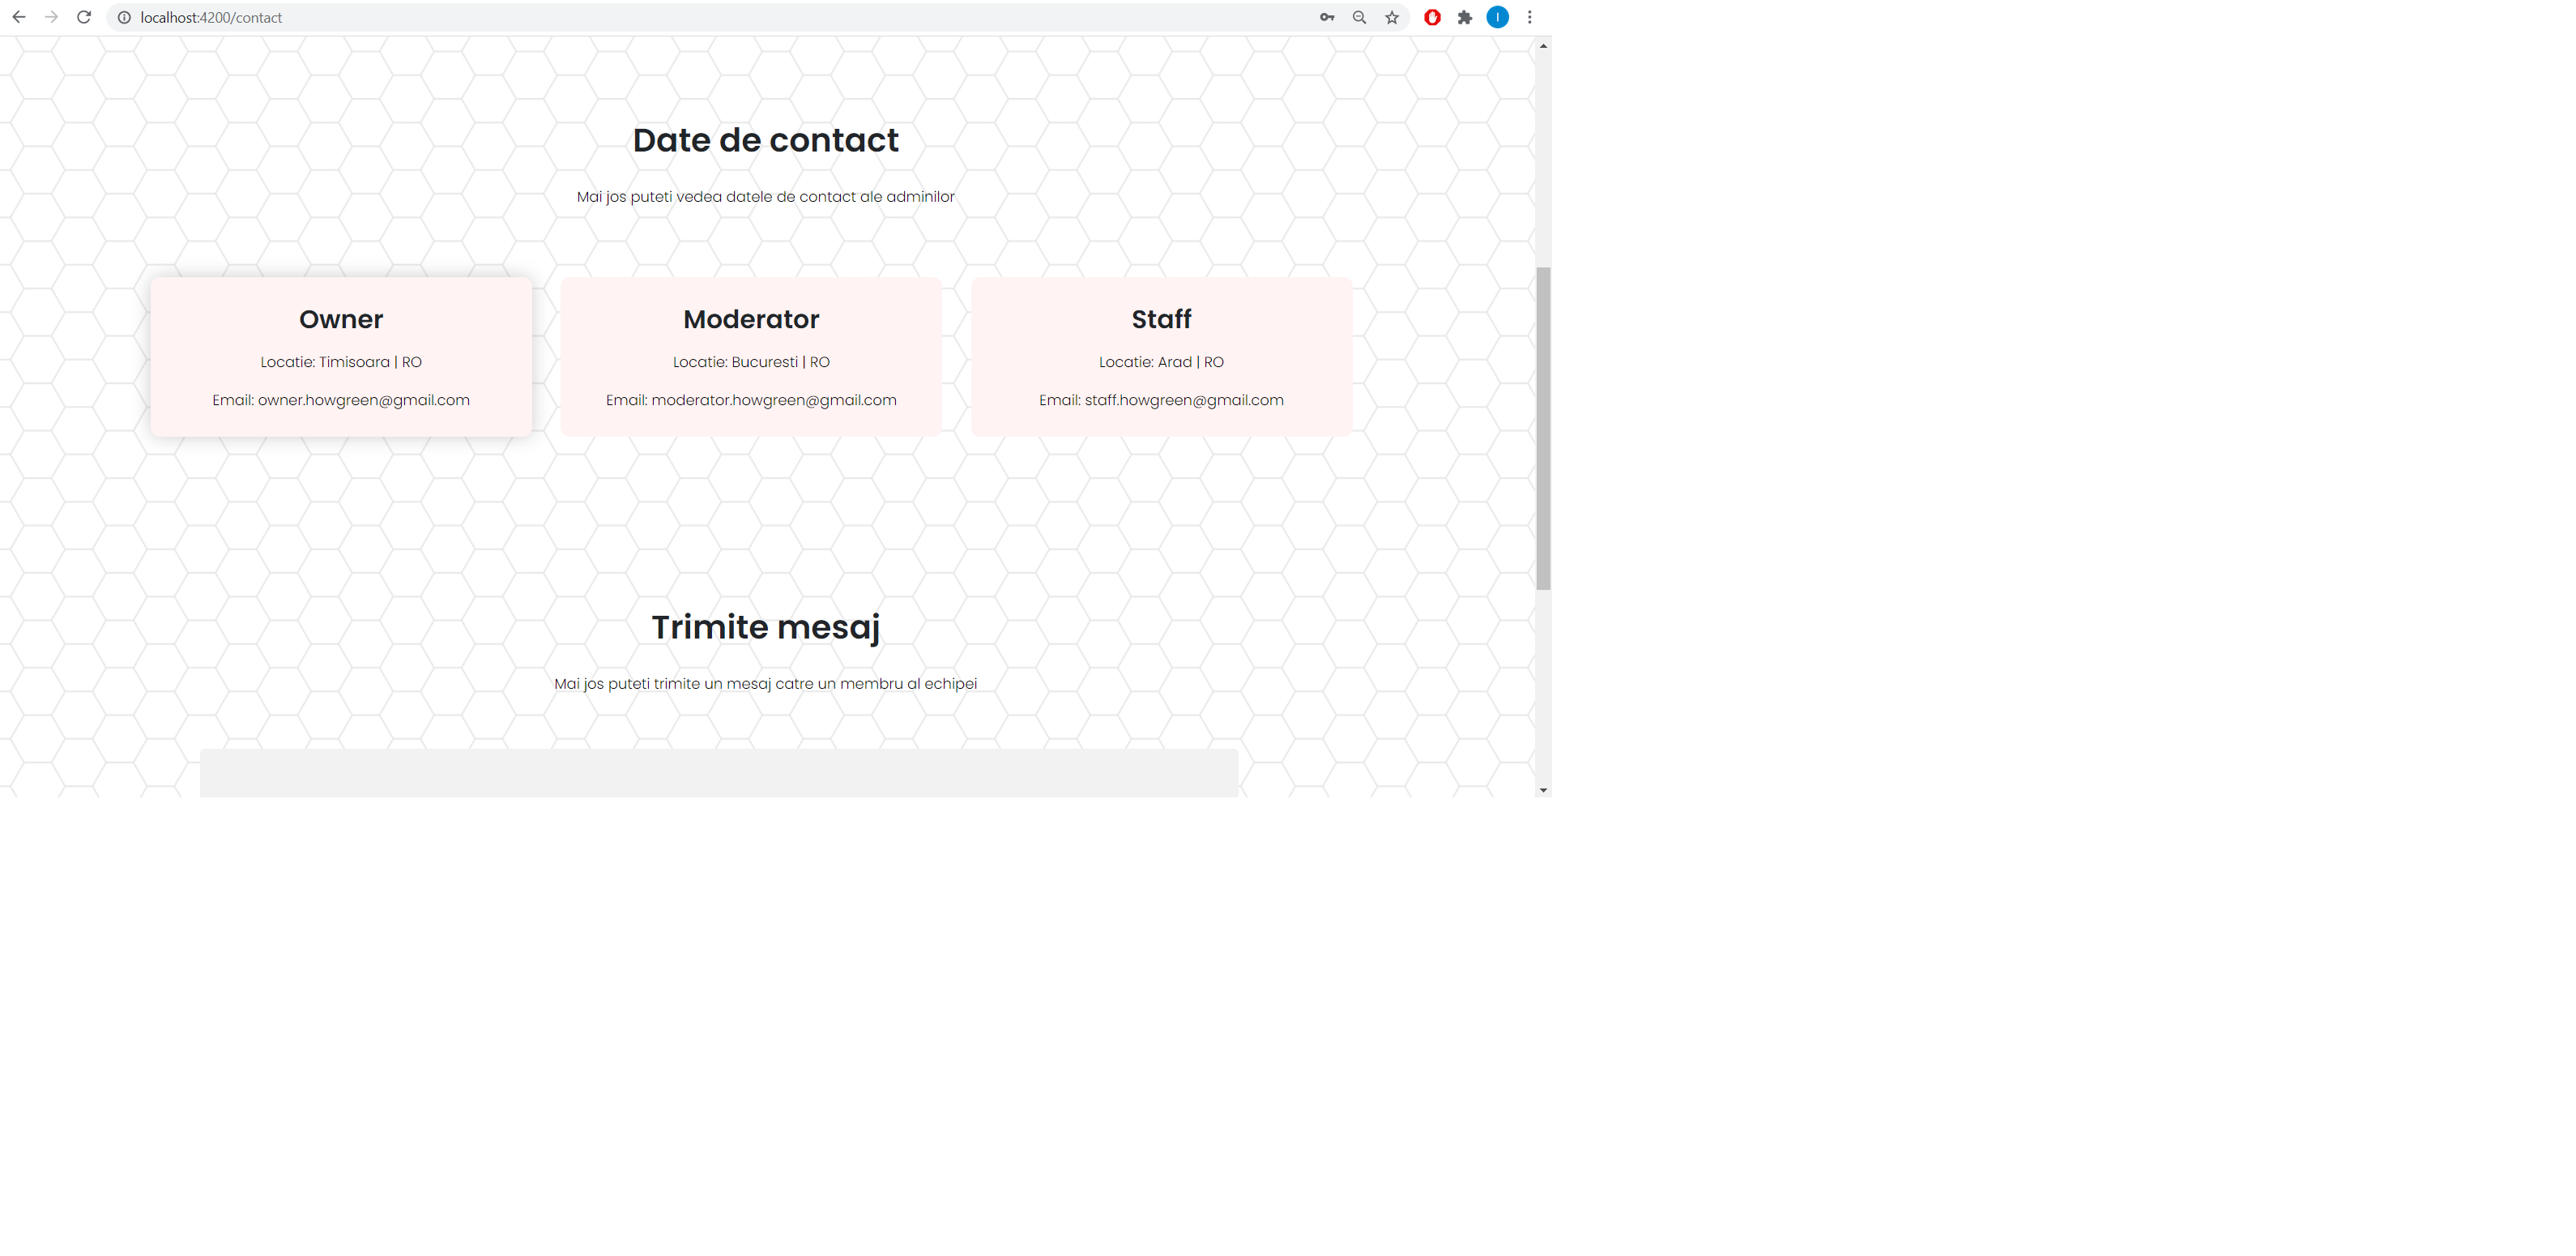 localhost:4200/contact
I
Date de contact
Mai jos puteti vedea datele de contact ale adminilor
Owner
Locatie: Timisoara | RO
Email: owner.howgreen@gmail.com
Moderator
Locatie: Bucuresti | RO
Email: moderator.howgreen@gmail.com
Staff
Locatie: Arad | RO
Email: staff.howgreen@gmail.com
Trimite mesaj
Mai jos puteti trimite un mesaj catre un membru al echipei